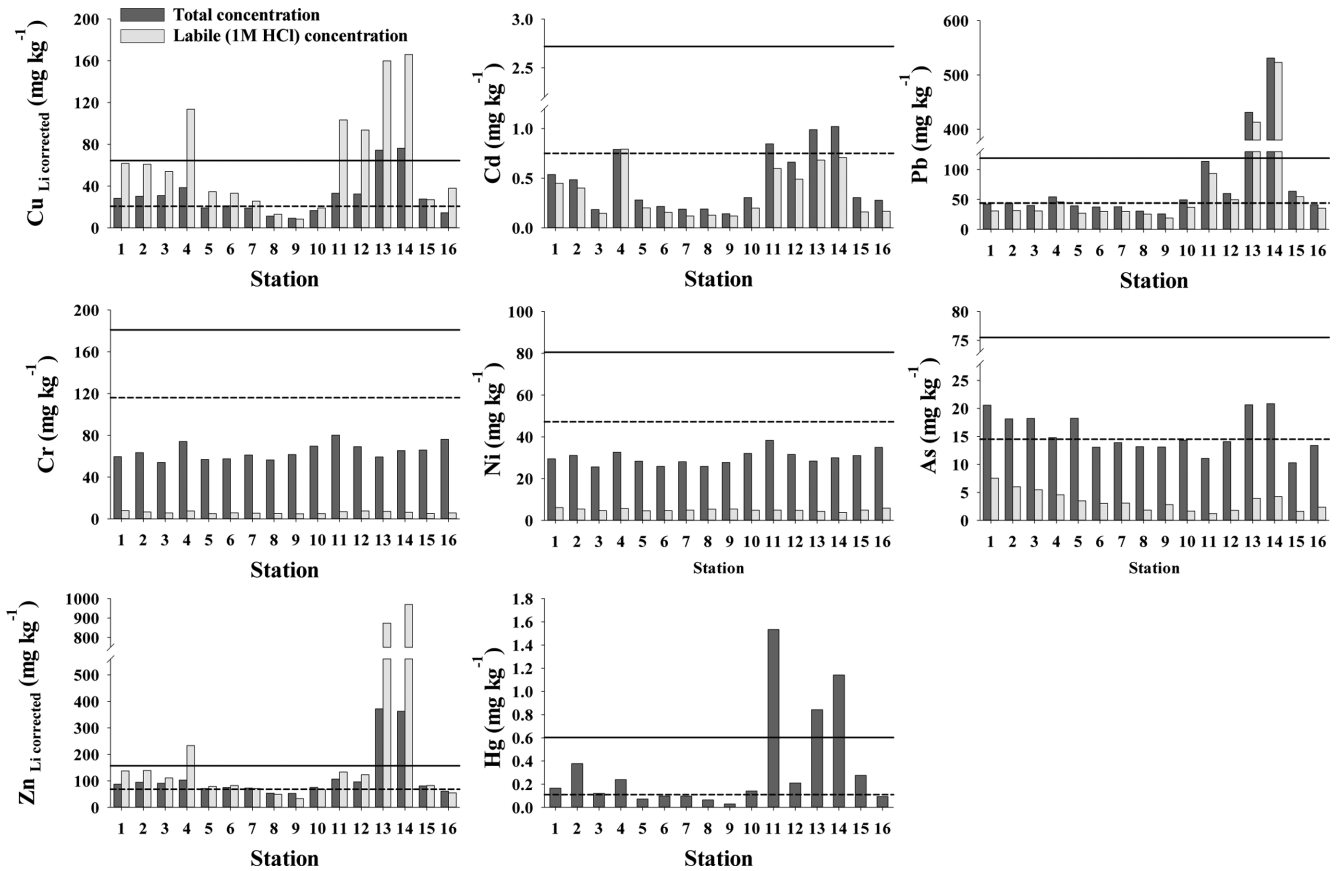 Total concentration
Labile (1M HCl) concentration
Cu Li corrected (mg kg-1)
200
160
120
80
40
0
1 2 3 4 5 6 7 8 9 10 11 12 13 14 15 16
Station
Cd (mg kg-1)
3.0
2.5
1.0
0.5
0.0
1 2 3 4 5 6 7 8 9 10 11 12 13 14 15 16
Station
Pb (mg kg-1)
600
500
400
100
50
0
1 2 3 4 5 6 7 8 9 10 11 12 13 14 15 16
Station
Cr (mg kg-1)
200
160
120
80
40
0
1 2 3 4 5 6 7 8 9 10 11 12 13 14 15 16
Station
Ni (mg kg-1)
100
80
60
40
20
0
1 2 3 4 5 6 7 8 9 10 11 12 13 14 15 16
Station
As (mg kg-1)
80
75
25
20
15
10
5
0
1 2 3 4 5 6 7 8 9 10 11 12 13 14 15 16
Station
Zn Li corrected (mg kg-1)
1000
900
800
500
400
300
200
100
0
1 2 3 4 5 6 7 8 9 10 11 12 13 14 15 16
Station
Hg (mg kg-1)
1.8
1.6
1.4
1.2
1.0
0.8
0.6
0.4
0.2
0.0
1 2 3 4 5 6 7 8 9 10 11 12 13 14 15 16
Station